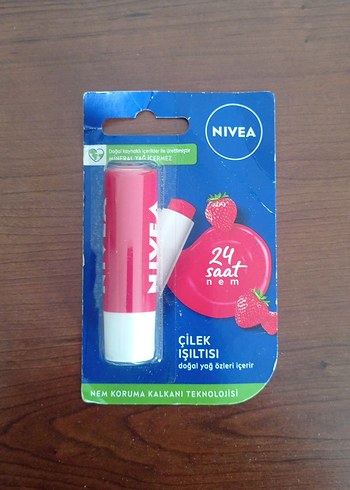 NIVEA
Doğal kaynaklı içerikler ile üretilmiştir
MİNERAL YAĞ İÇERMEZ
NIVEA
24
saat
nem
ÇİLEK
IŞILTISI
doğal yağ özleri içerir
NEM KORUMA KALKANI TEKNOLOJİSİ